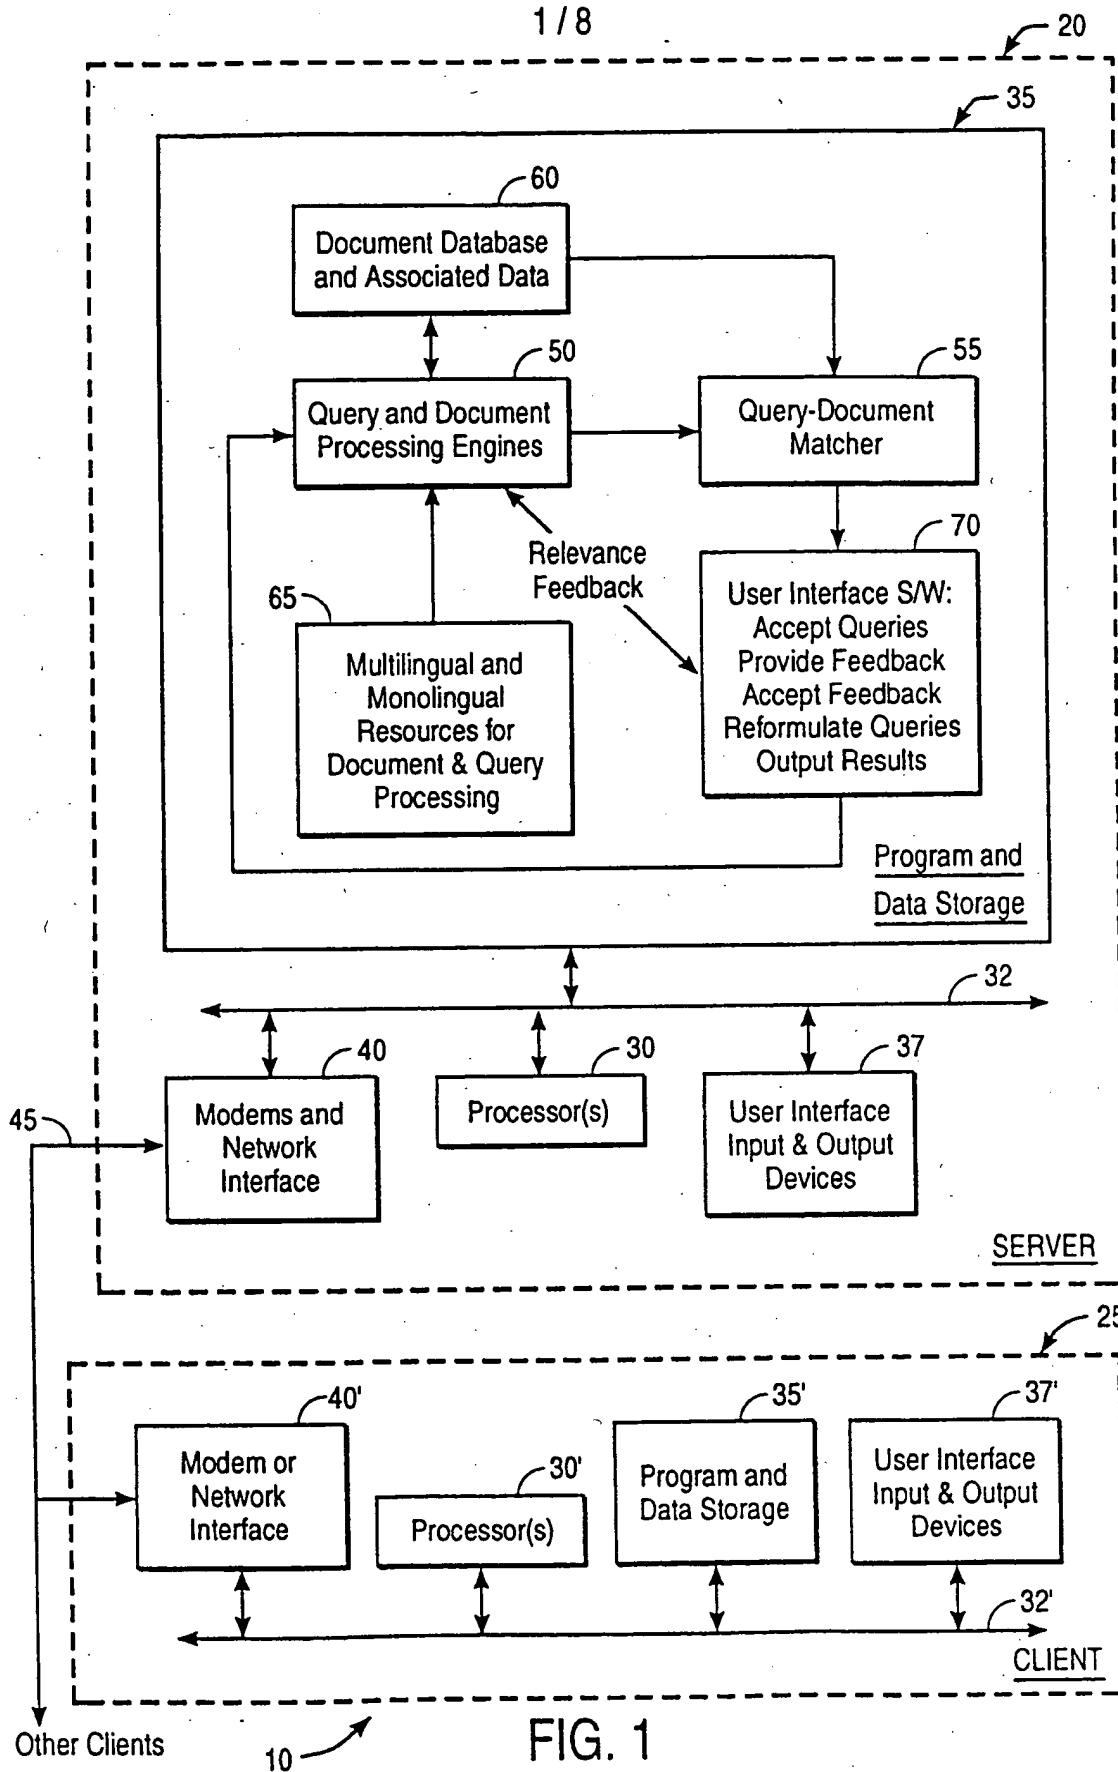 1 / 8
20
35
60
Document Database
and Associated Data
50
Query and Document
Processing Engines
55
Query-Document
Matcher
Relevance
Feedback
70
User Interface S/W:
Accept Queries
Provide Feedback
Accept Feedback
Reformulate Queries
Output Results
65
Multilingual and
Monolingual
Resources for
Document & Query
Processing
Program and
Data Storage
32
40
Modems and
Network
Interface
30
Processor(s)
37
User Interface
Input & Output
Devices
45
SERVER
25
40'
Modem or
Network
Interface
30'
Processor(s)
35'
Program and
Data Storage
37'
User Interface
Input & Output
Devices
32'
CLIENT
Other Clients
10
FIG. 1